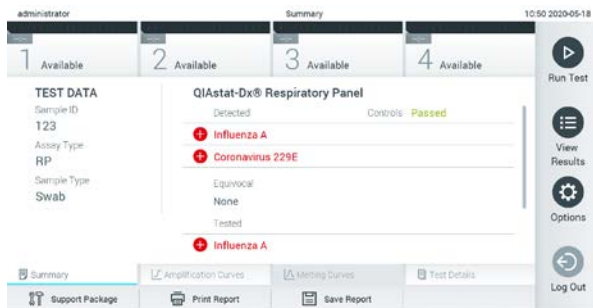 administrator Summary 10:50 2020-05-18
1 Available 2 Available 3 Available 4 Available
Run Test
TEST DATA
Sample ID
123
Assay Type
RP
Sample Type
Swab
QIAstat-Dx® Respiratory Panel
Detected Controls Passed
Influenza A
Coronavirus 229E
Equivocal
None
Tested
Influenza A
View
Results
Options
Log Out
Summary Amplification Curves Melting Curves Test Details
Support Package Print Report Save Report